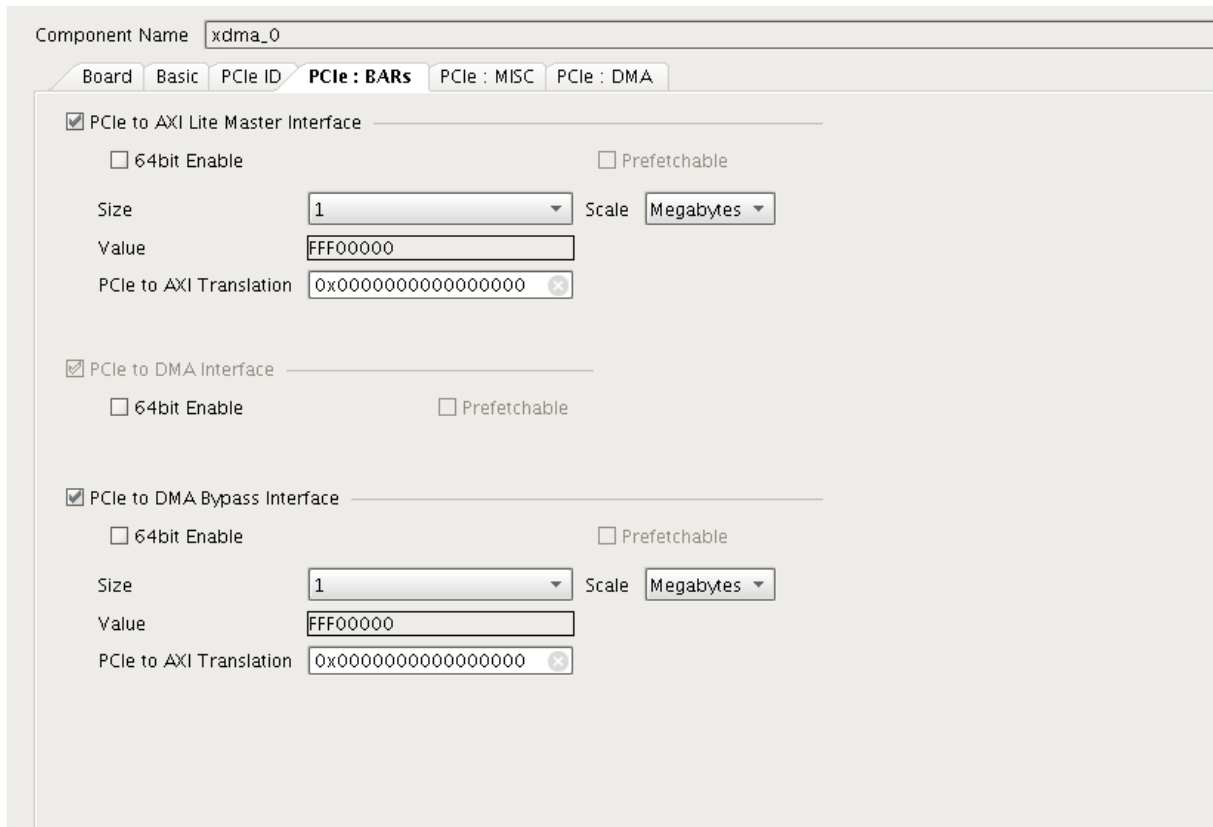 Component Name xdma_0
Board Basic PCIe ID PCIe : BARs PCIe : MISC PCIe : DMA
PCIe to AXI Lite Master Interface
64bit Enable Prefetchable
Size 1 Scale Megabytes
Value FFF00000
PCIe to AXI Translation 0x0000000000000000
PCIe to DMA Interface
64bit Enable Prefetchable
PCIe to DMA Bypass Interface
64bit Enable Prefetchable
Size 1 Scale Megabytes
Value FFF00000
PCIe to AXI Translation 0x0000000000000000